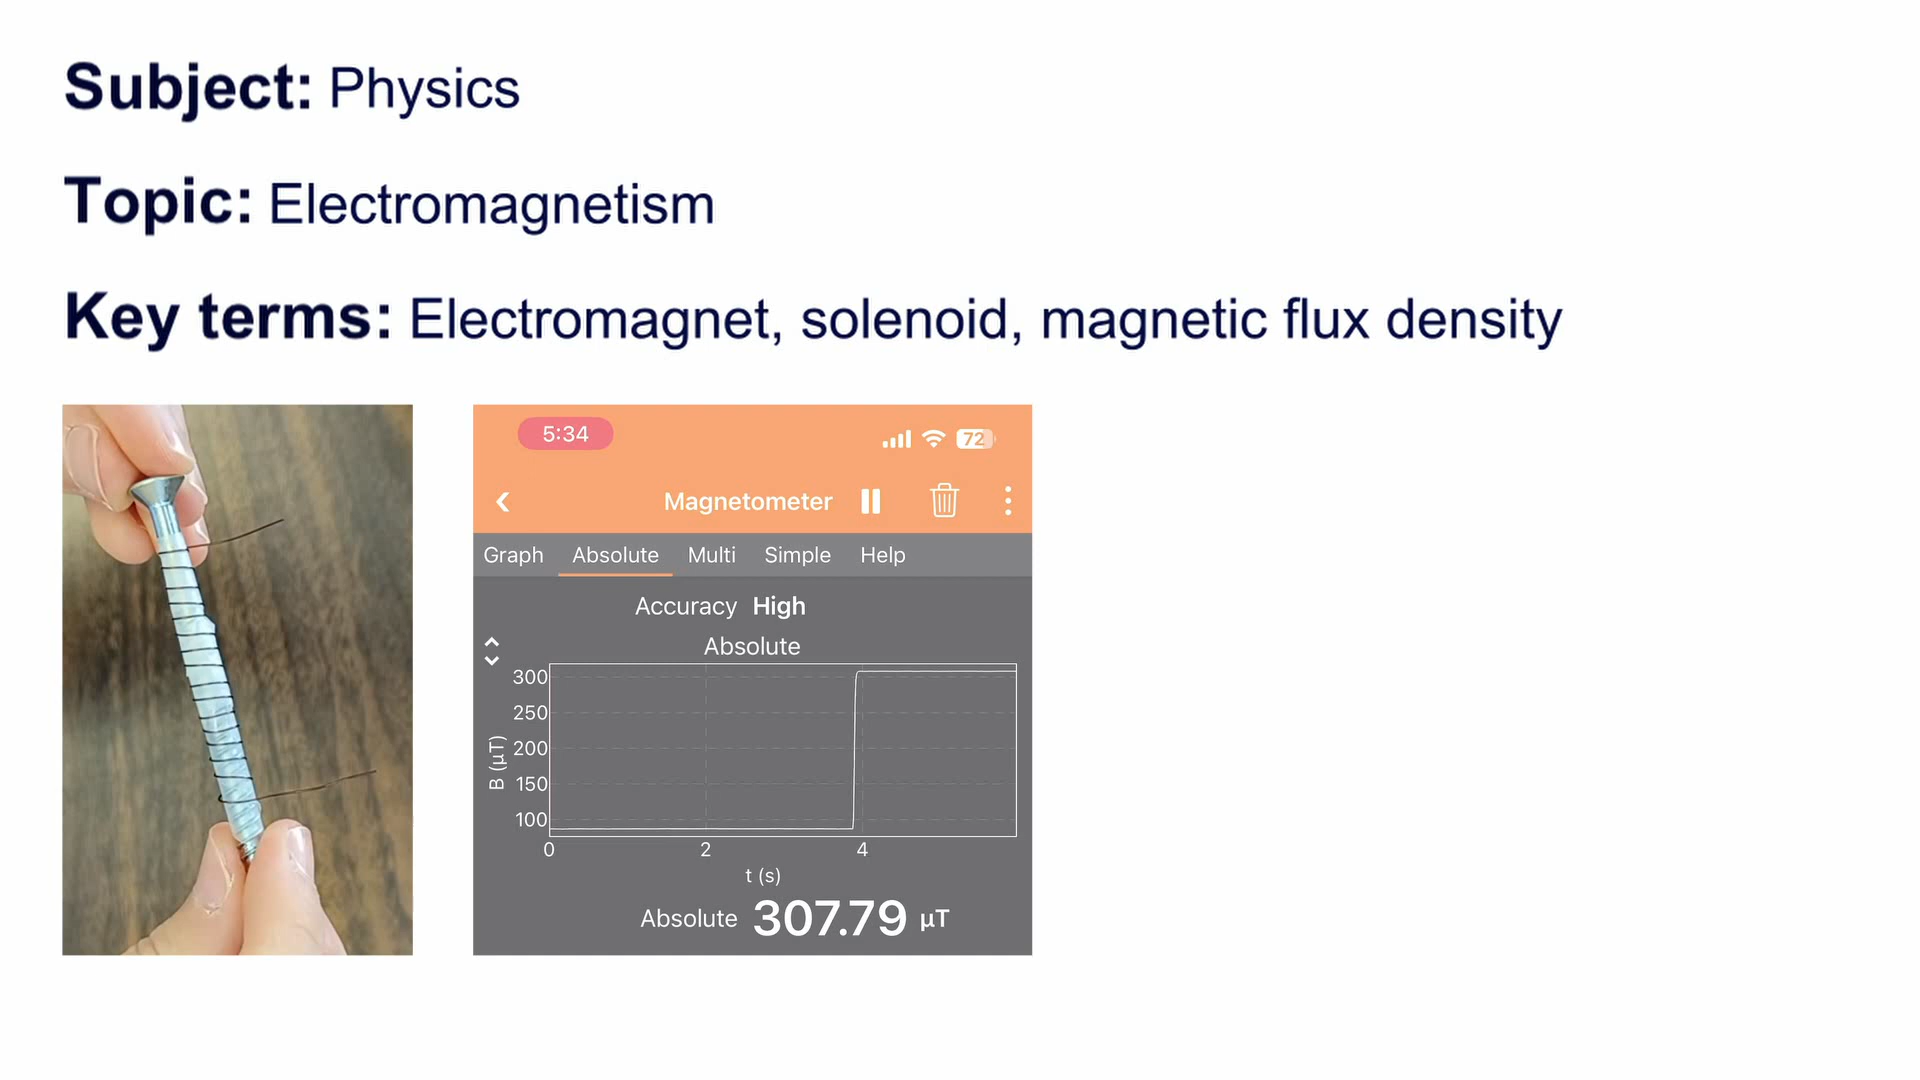 Subject: Physics
Topic: Electromagnetism
Key terms: Electromagnet, solenoid, magnetic flux density
5:34
72
Magnetometer
Graph Absolute Multi Simple Help
Accuracy High
Absolute
300
250
200
150
100
B (µT)
0 2 4
t (s)
Absolute 307.79 µT